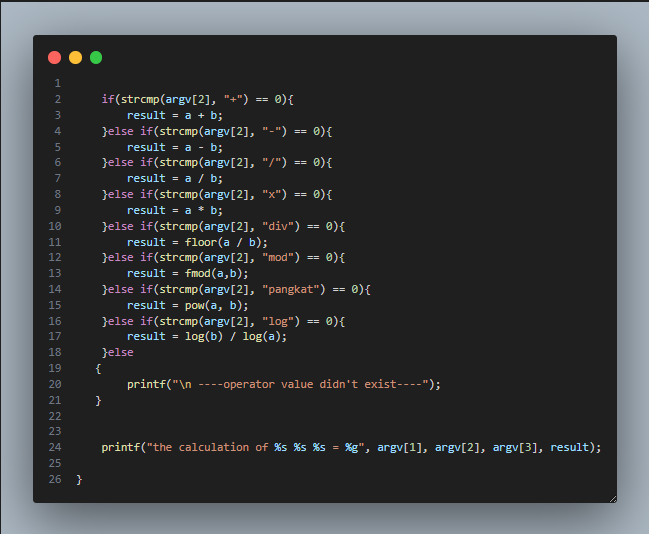 1
2 if(strcmp(argv[2], "+") == 0){
3 result = a + b;
4 }else if(strcmp(argv[2], "-") == 0){
5 result = a - b;
6 }else if(strcmp(argv[2], "/") == 0){
7 result = a / b;
8 }else if(strcmp(argv[2], "x") == 0){
9 result = a * b;
10 }else if(strcmp(argv[2], "div") == 0){
11 result = floor(a / b);
12 }else if(strcmp(argv[2], "mod") == 0){
13 result = fmod(a,b);
14 }else if(strcmp(argv[2], "pangkat") == 0){
15 result = pow(a, b);
16 }else if(strcmp(argv[2], "log") == 0){
17 result = log(b) / log(a);
18 }else
19 {
20 printf("\n ----operator value didn't exist----");
21 }
22
23
24 printf("the calculation of %s %s %s = %g", argv[1], argv[2], argv[3], result);
25
26 }